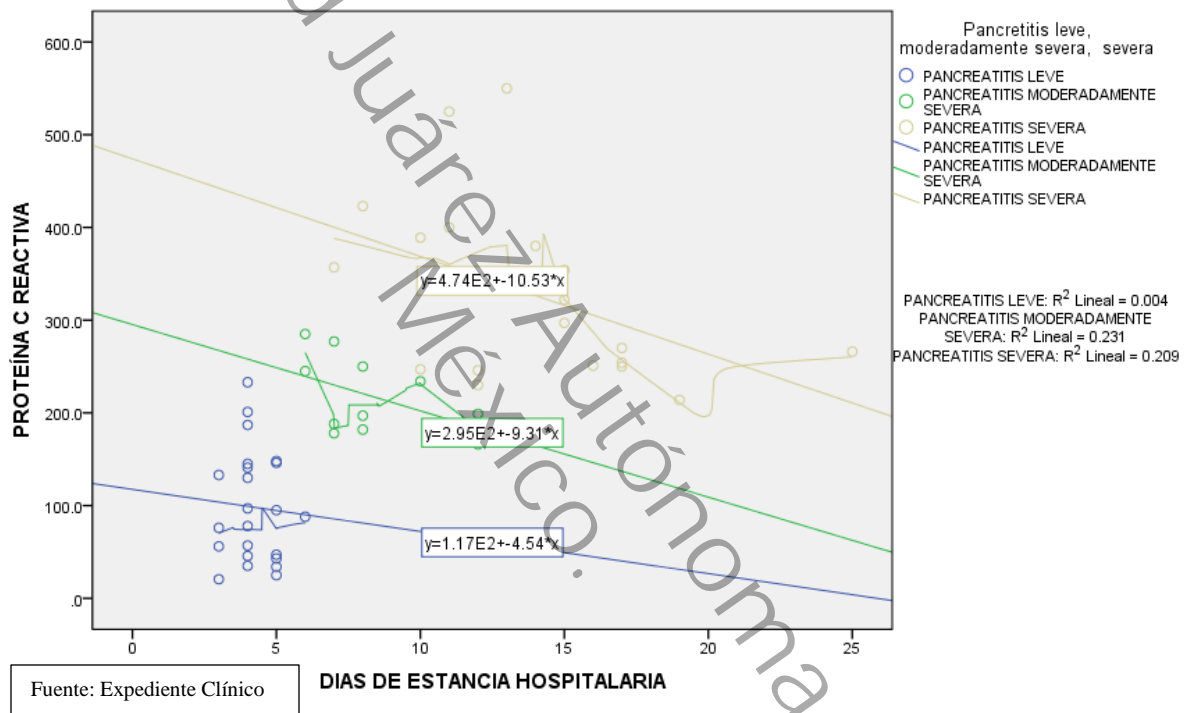 600.0
500.0
400.0
300.0
200.0
100.0
.0
0
5
10
15
20
25
PROTEÍNA C REACTIVA
DIAS DE ESTANCIA HOSPITALARIA
y=4.74E2+-10.53*x
y=2.95E2+-9.31*x
y=1.17E2+-4.54*x
Pancretitis leve,
moderadamente severa, severa
PANCREATITIS LEVE
PANCREATITIS MODERADAMENTE
SEVERA
PANCREATITIS SEVERA
PANCREATITIS LEVE
PANCREATITIS MODERADAMENTE
SEVERA
PANCREATITIS SEVERA
PANCREATITIS LEVE: R² Lineal = 0.004
PANCREATITIS MODERADAMENTE
SEVERA: R² Lineal = 0.231
PANCREATITIS SEVERA: R² Lineal = 0.209
Fuente: Expediente Clínico
Juárez Autónoma
México.